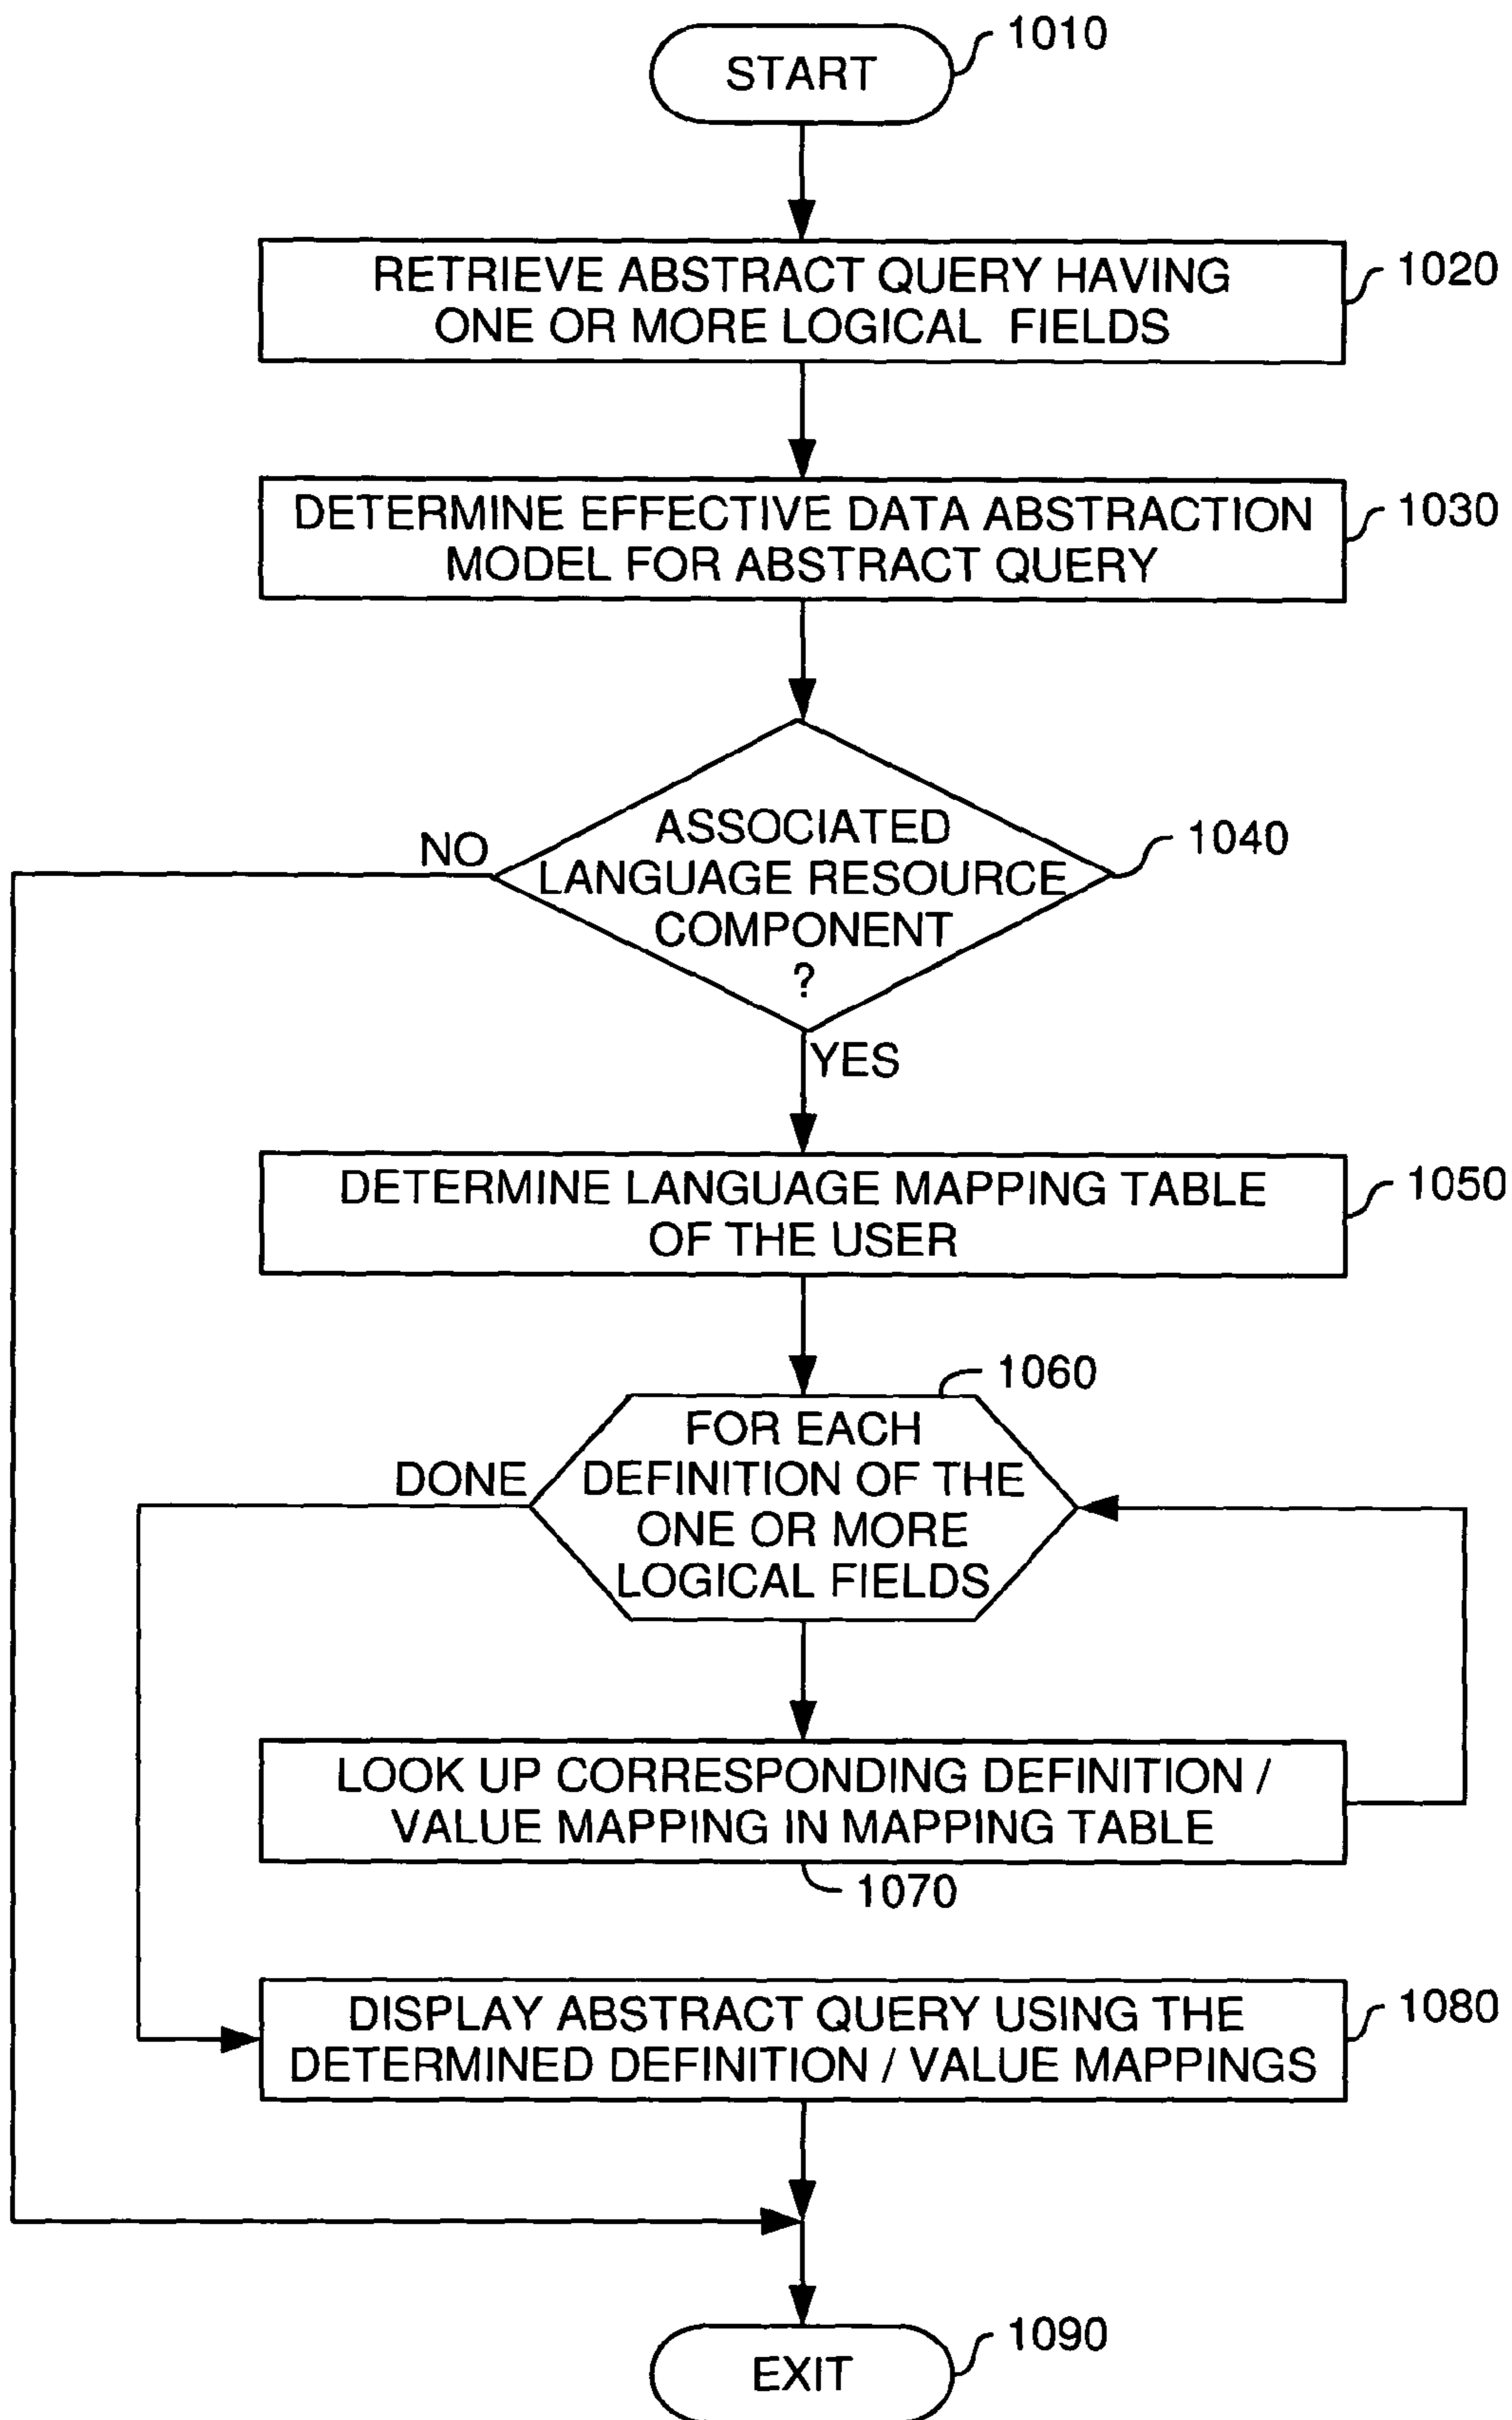 START
1010
RETRIEVE ABSTRACT QUERY HAVING
ONE OR MORE LOGICAL FIELDS
1020
DETERMINE EFFECTIVE DATA ABSTRACTION
MODEL FOR ABSTRACT QUERY
1030
ASSOCIATED
LANGUAGE RESOURCE
COMPONENT
?
1040
NO
YES
DETERMINE LANGUAGE MAPPING TABLE
OF THE USER
1050
1060
FOR EACH
DEFINITION OF THE
ONE OR MORE
LOGICAL FIELDS
DONE
LOOK UP CORRESPONDING DEFINITION /
VALUE MAPPING IN MAPPING TABLE
1070
DISPLAY ABSTRACT QUERY USING THE
DETERMINED DEFINITION / VALUE MAPPINGS
1080
EXIT
1090